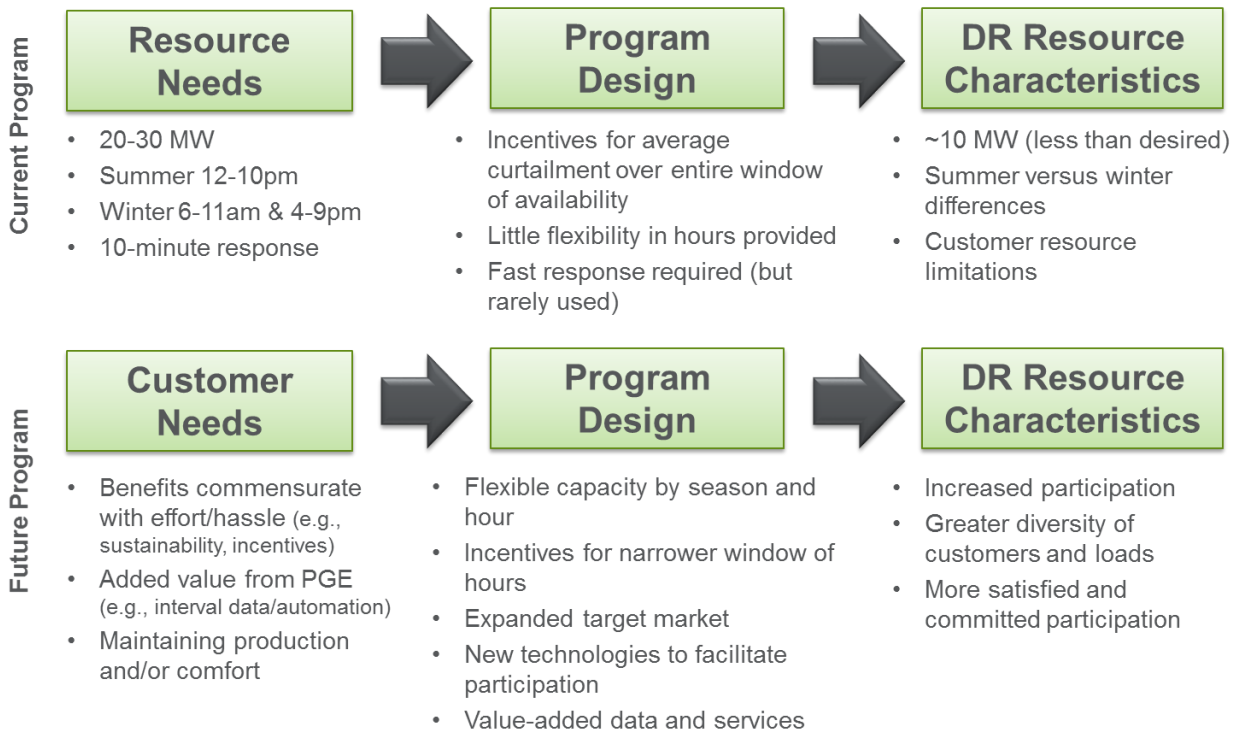 Current Program
Resource
Needs
• 20-30 MW
• Summer 12-10pm
• Winter 6-11am & 4-9pm
• 10-minute response
Program
Design
• Incentives for average
curtailment over entire window
of availability
• Little flexibility in hours provided
• Fast response required (but
rarely used)
DR Resource
Characteristics
• ~10 MW (less than desired)
• Summer versus winter
differences
• Customer resource
limitations
Future Program
Customer
Needs
• Benefits commensurate
with effort/hassle (e.g.,
sustainability, incentives)
• Added value from PGE
(e.g., interval data/automation)
• Maintaining production
and/or comfort
Program
Design
• Flexible capacity by season and
hour
• Incentives for narrower window of
hours
• Expanded target market
• New technologies to facilitate
participation
• Value-added data and services
DR Resource
Characteristics
• Increased participation
• Greater diversity of
customers and loads
• More satisfied and
committed participation